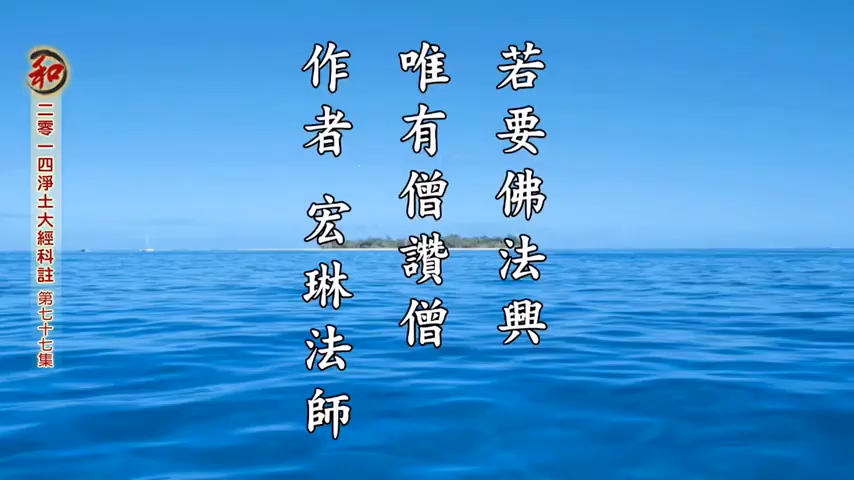 若要佛法興
唯有僧讚僧
作者 宏琳法師
和
二零一四淨土大經科註 第七十七集